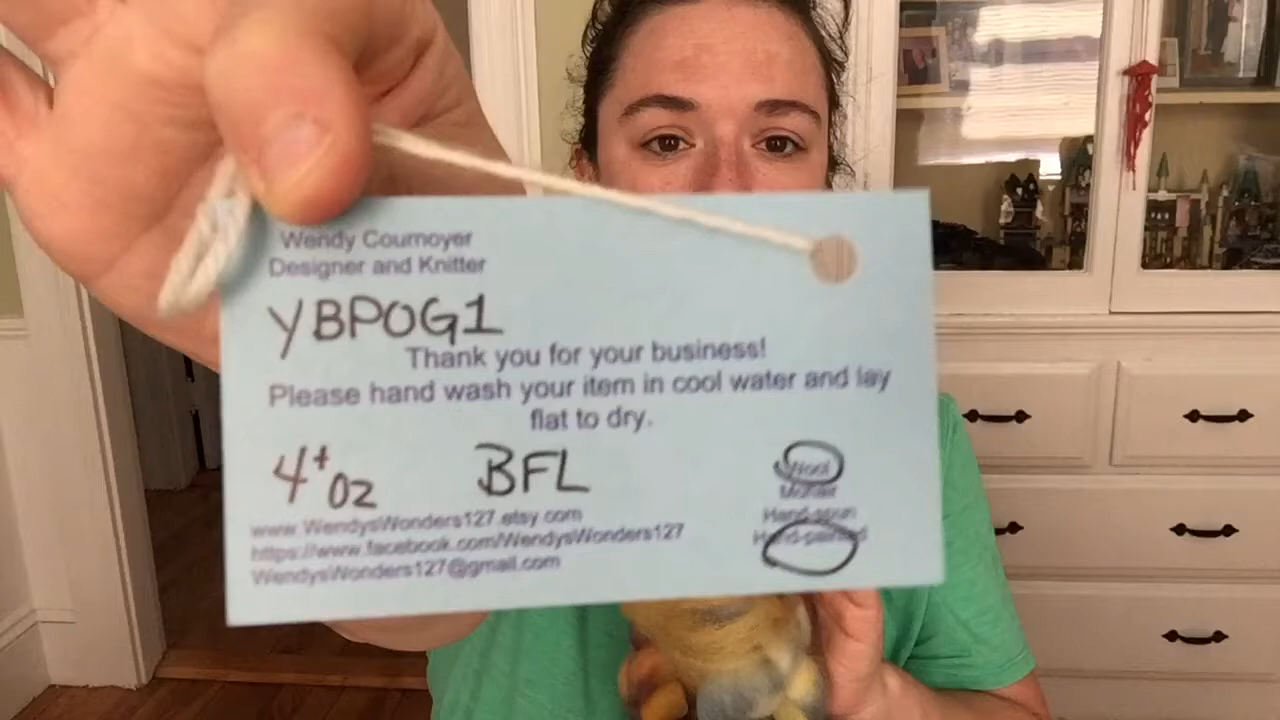 Wendy Cournoyer
Designer and Knitter
YBPOG1
Thank you for your business!
Please hand wash your item in cool water and lay
flat to dry.
4+oz BFL
Wool
Mohair
Hand-spun
Hand-painted
www.WendysWonders127.etsy.com
https://www.facebook.com/WendysWonders127
WendysWonders127@gmail.com